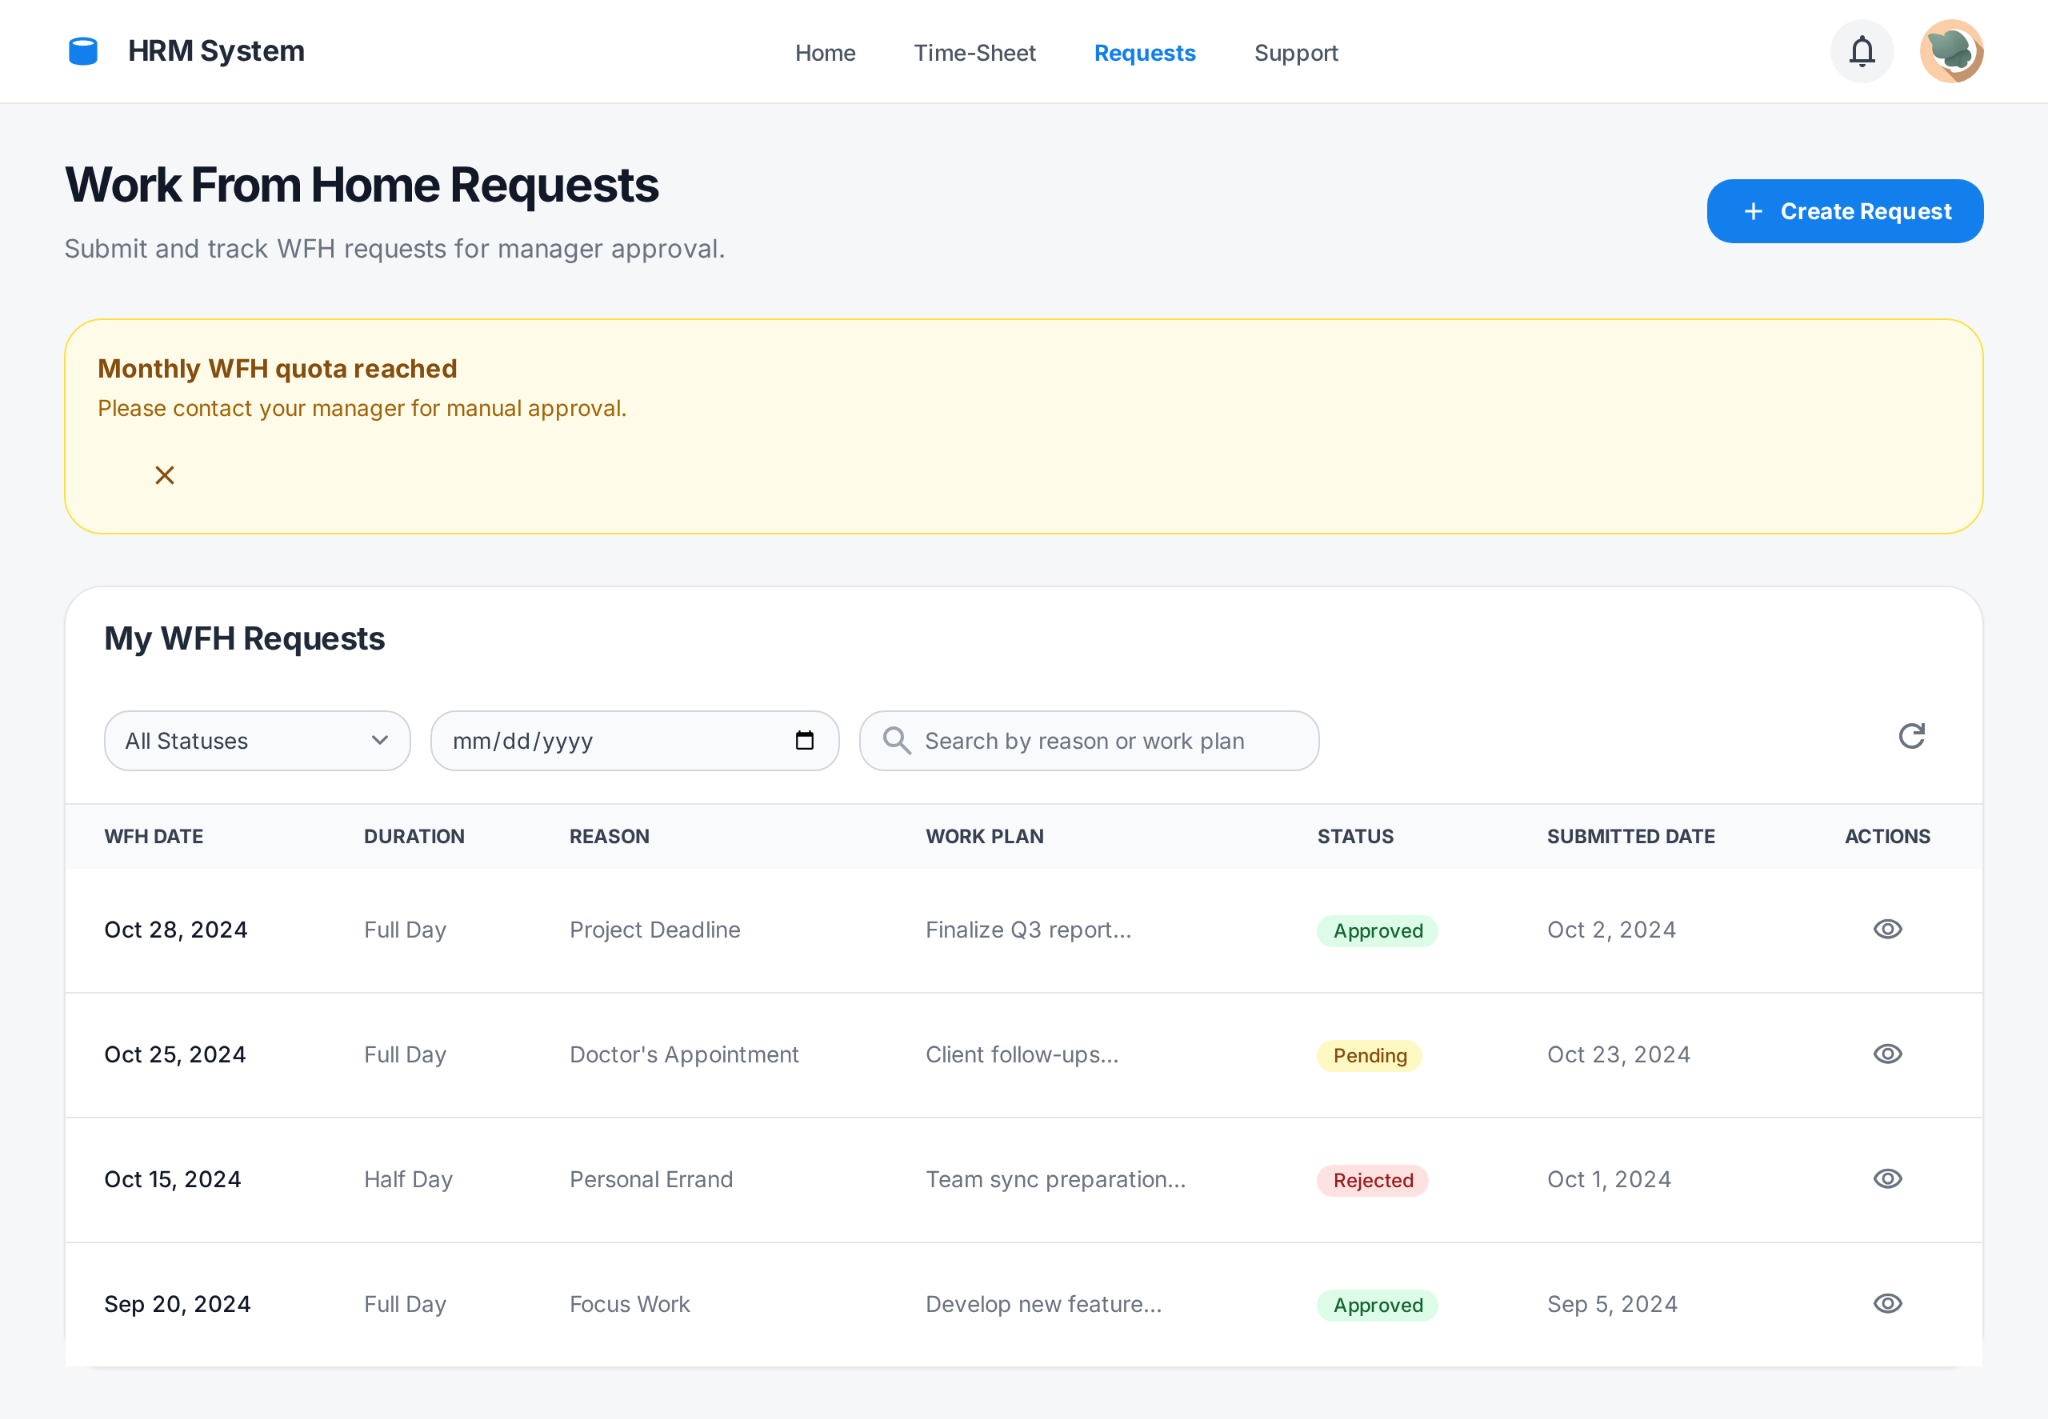 HRM System
Home
Time-Sheet
Requests
Support
Work From Home Requests
Submit and track WFH requests for manager approval.
Create Request
Monthly WFH quota reached
Please contact your manager for manual approval.
My WFH Requests
All Statuses
mm/dd/yyyy
Search by reason or work plan
WFH DATE DURATION REASON WORK PLAN STATUS SUBMITTED DATE ACTIONS
Oct 28, 2024 Full Day Project Deadline Finalize Q3 report... Approved Oct 2, 2024
Oct 25, 2024 Full Day Doctor's Appointment Client follow-ups... Pending Oct 23, 2024
Oct 15, 2024 Half Day Personal Errand Team sync preparation... Rejected Oct 1, 2024
Sep 20, 2024 Full Day Focus Work Develop new feature... Approved Sep 5, 2024